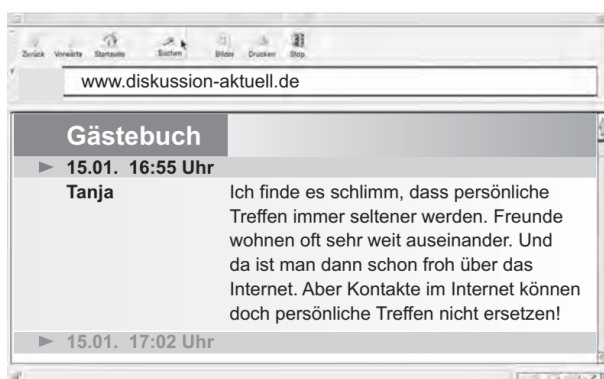 Zurück Vorwärts Startseite Suchen Bilder Drucken Stop
www.diskussion-aktuell.de
Gästebuch
15.01. 16:55 Uhr
Tanja
Ich finde es schlimm, dass persönliche
Treffen immer seltener werden. Freunde
wohnen oft sehr weit auseinander. Und
da ist man dann schon froh über das
Internet. Aber Kontakte im Internet können
doch persönliche Treffen nicht ersetzen!
15.01. 17:02 Uhr